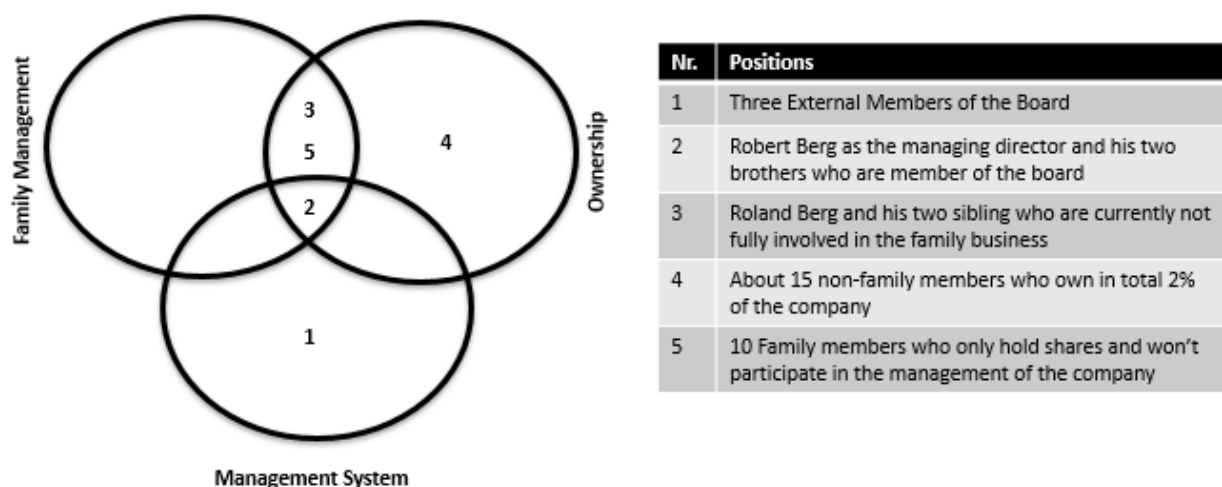 Family Management
3
5
4
2
1
Ownership
Management System
Nr. Positions
1 Three External Members of the Board
2 Robert Berg as the managing director and his two
brothers who are member of the board
3 Roland Berg and his two sibling who are currently not
fully involved in the family business
4 About 15 non-family members who own in total 2%
of the company
5 10 Family members who only hold shares and won't
participate in the management of the company